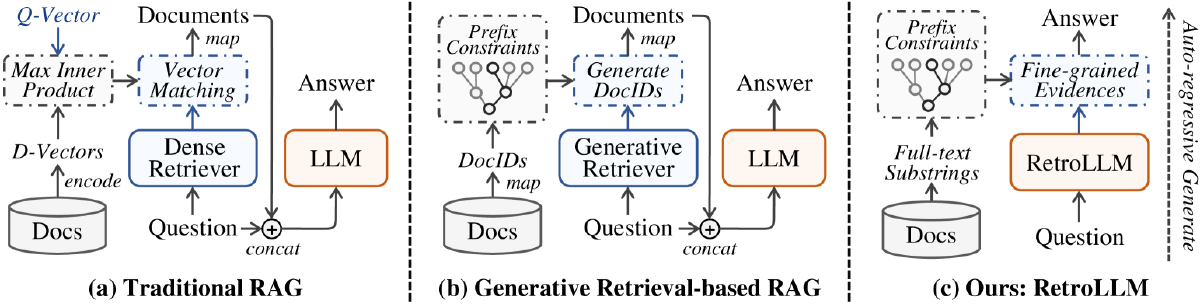 Q-Vector
Max Inner
Product
D-Vectors
encode
Docs
Documents
map
Vector
Matching
Dense
Retriever
Question
concat
Answer
LLM
(a) Traditional RAG
Prefix
Constraints
DocIDs
map
Docs
Documents
map
Generate
DocIDs
Generative
Retriever
Question
concat
Answer
LLM
(b) Generative Retrieval-based RAG
Prefix
Constraints
Full-text
Substrings
Docs
Answer
Fine-grained
Evidences
RetroLLM
Question
Auto-regressive Generate
(c) Ours: RetroLLM